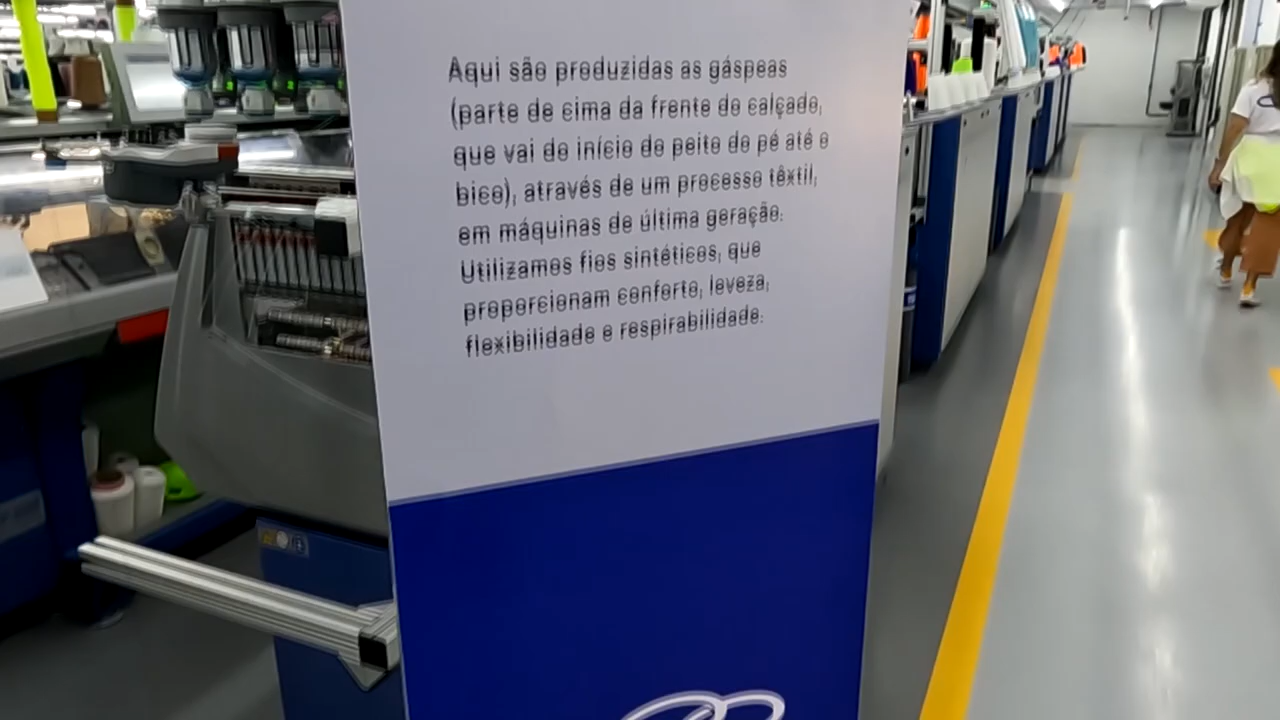 Aqui são produzidas as gáspeas
(parte de cima da frente do calçado,
que vai do início do peito do pé até o
bico), através de um processo têxtil,
em máquinas de última geração.
Utilizamos fios sintéticos, que
proporcionam conforto, leveza,
flexibilidade e respirabilidade.